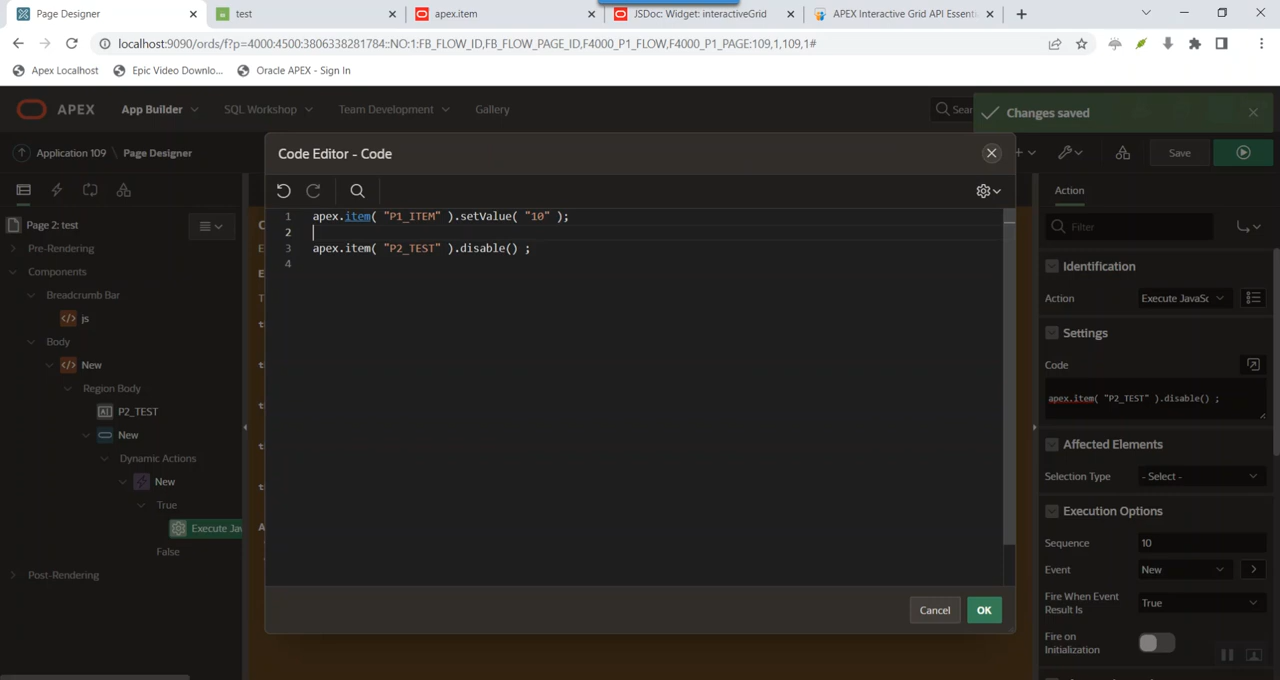 Page Designer
test
apex.item
JSDoc: Widget: interactiveGrid
APEX Interactive Grid API Essenti
localhost:9090/ords/f?p=4000:4500:3806338281784::NO:1:FB_FLOW_ID,FB_FLOW_PAGE_ID,F4000_P1_FLOW,F4000_P1_PAGE:109,1,109,1#
Apex Localhost
Epic Video Downlo...
Oracle APEX - Sign In
APEX
App Builder
SQL Workshop
Team Development
Gallery
Sear
Changes saved
Application 109
Page Designer
Save
Code Editor - Code
Page 2: test
Pre-Rendering
Components
Breadcrumb Bar
js
Body
New
Region Body
P2_TEST
New
Dynamic Actions
New
True
Execute Jav
False
Post-Rendering
1 apex.item( "P1_ITEM" ).setValue( "10" );
2
3 apex.item( "P2_TEST" ).disable() ;
4
Cancel
OK
Action
Filter
Identification
Action
Execute JavaSc
Settings
Code
apex.item( "P2_TEST" ).disable() ;
Affected Elements
Selection Type
- Select -
Execution Options
Sequence
10
Event
New
Fire When Event
Result Is
True
Fire on
Initialization